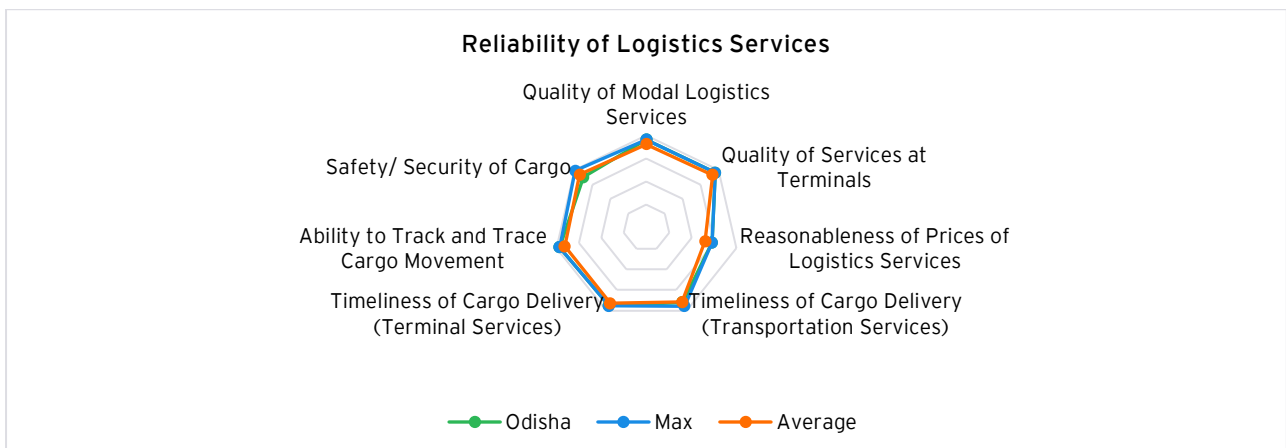 Reliability of Logistics Services
Quality of Modal Logistics
Services
Quality of Services at
Terminals
Reasonableness of Prices of
Logistics Services
Timeliness of Cargo Delivery
(Transportation Services)
Timeliness of Cargo Delivery
(Terminal Services)
Ability to Track and Trace
Cargo Movement
Safety/ Security of Cargo
Odisha
Max
Average